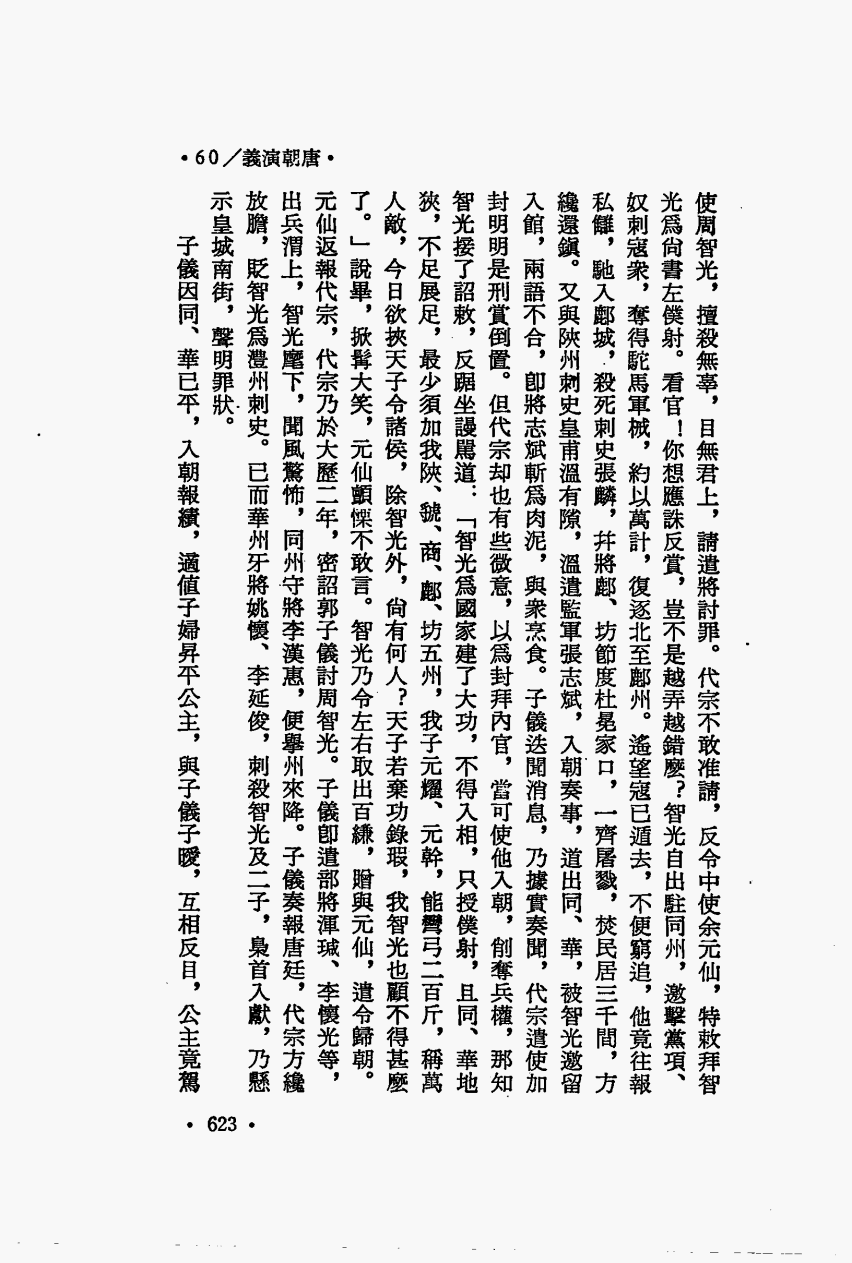 •60／義演朝唐•
使周智光，擅殺無辜，目無君上，請遣將討罪。代宗不敢准請，反令中使余元仙，特敕拜智
光爲尙書左僕射。看官！你想應誅反賞，豈不是越弄越錯麼？智光自出駐同州，邀擊黨項、
奴刺寇衆，奪得駝馬軍械，約以萬計，復逐北至鄜州。遙望寇已遁去，不便窮追，他竟往報
私讎，馳入鄜城，殺死刺史張麟，幷將鄜、坊節度杜冕家口，一齊屠戮，焚民居三千間，方
纔還鎭。又與陝州刺史皇甫溫有隙，溫遣監軍張志斌，入朝奏事，道出同、華，被智光邀留
入館，兩語不合，卽將志斌斬爲肉泥，與衆烹食。子儀迭聞消息，乃據實奏聞，代宗遣使加
封明明是刑賞倒置。但代宗却也有些微意，以爲封拜內官，當可使他入朝，削奪兵權，那知
智光接了詔敕，反踞坐謾罵道：「智光爲國家建了大功，不得入相，只授僕射，且同、華地
狹，不足展足，最少須加我陝、虢、商、鄜、坊五州，我子元耀、元幹，能彎弓二百斤，稱萬
人敵，今日欲挾天子令諸侯，除智光外，尙有何人？天子若棄功錄瑕，我智光也顧不得甚麼
了。」說畢，掀髯大笑，元仙顫慄不敢言。智光乃令左右取出百縑，贈與元仙，遣令歸朝。
元仙返報代宗，代宗乃於大歷二年，密詔郭子儀討周智光。子儀卽遣部將渾瑊、李懷光等，
出兵渭上，智光麾下，聞風驚怖，同州守將李漢惠，便擧州來降。子儀奏報唐廷，代宗方纔
放膽，貶智光爲澧州刺史。已而華州牙將姚懷、李延俊，刺殺智光及二子，梟首入獻，乃懸
示皇城南街，聲明罪狀。
子儀因同、華已平，入朝報績，適值子婦昇平公主，與子儀子曖，互相反目，公主竟駕
•623•